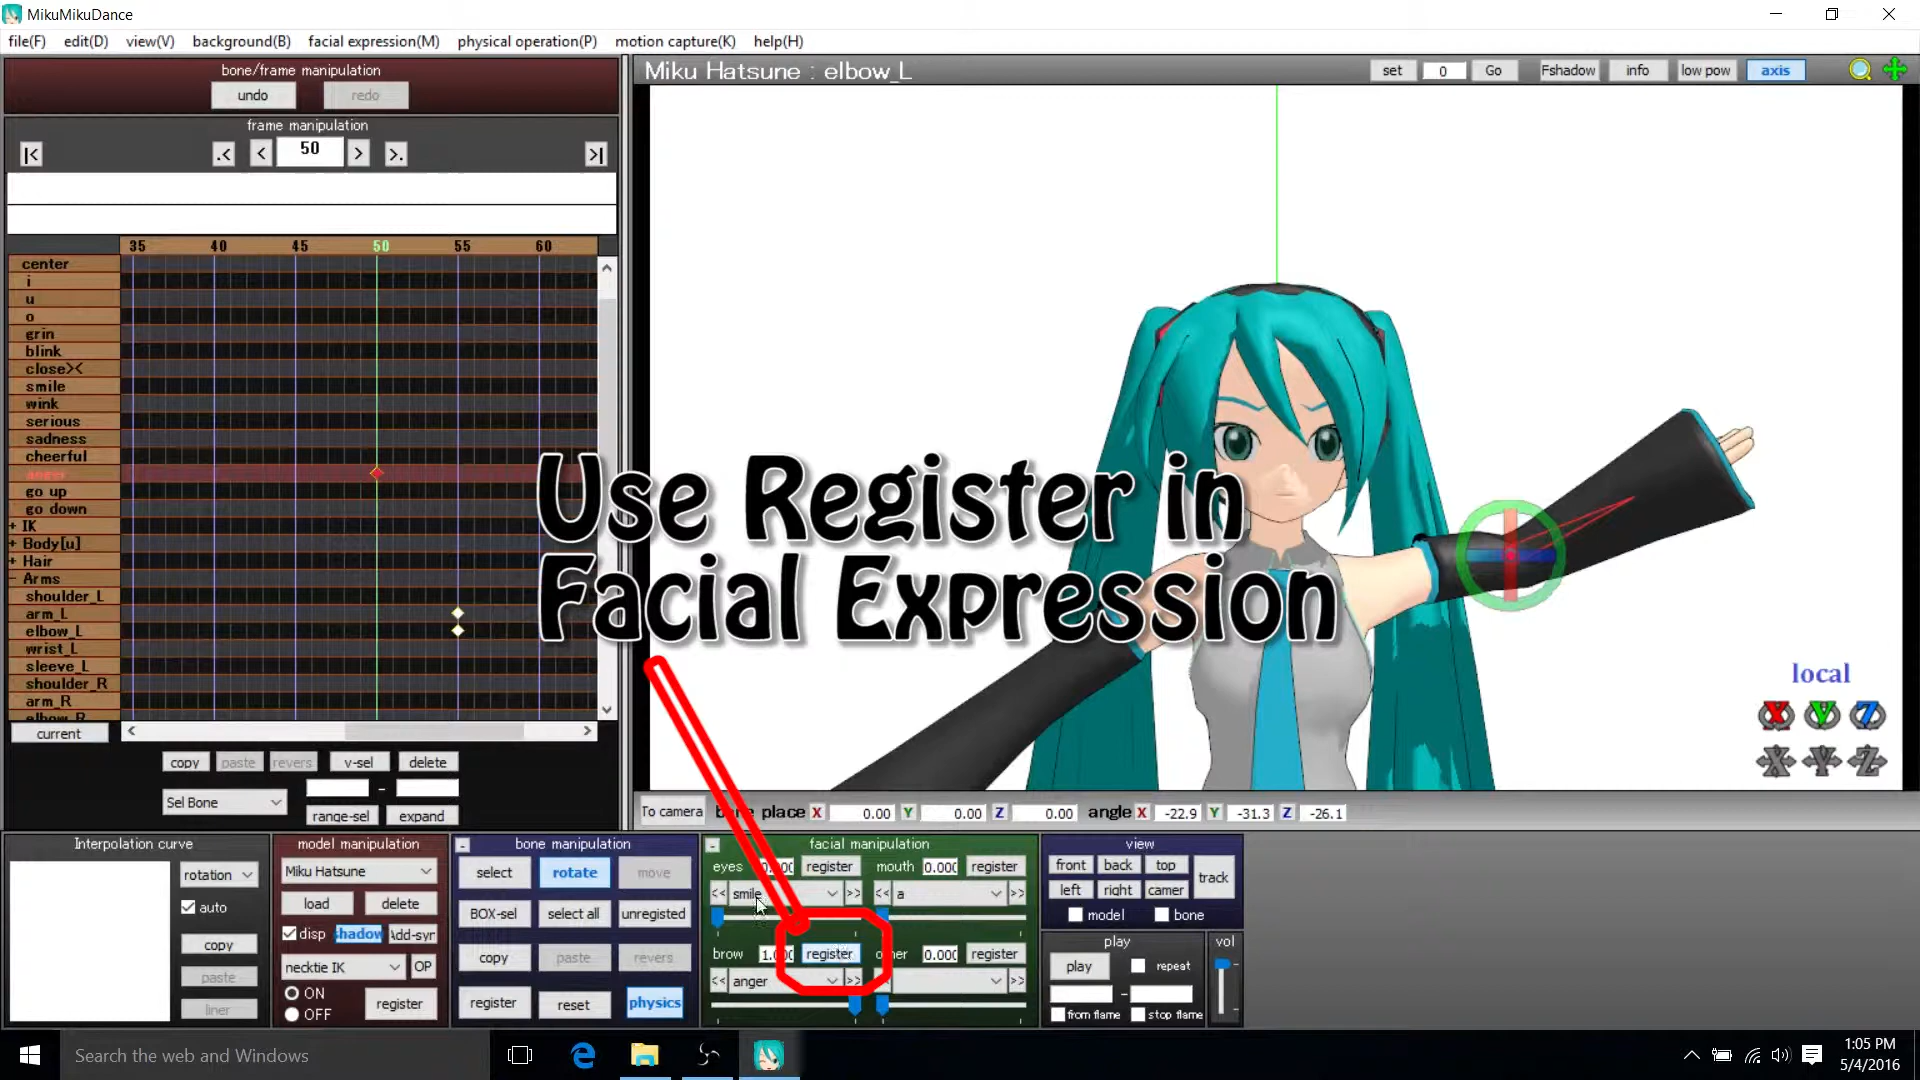 MikuMikuDance
file(F) edit(D) view(V) background(B) facial expression(M) physical operation(P) motion capture(K) help(H)
bone/frame manipulation
undo redo
frame manipulation
|< .< < 50 > >. >|
35 40 45 50 55 60
center
i
u
o
grin
blink
close><
smile
wink
serious
sadness
cheerful
anger
go up
go down
+ IK
+ Body[u]
+ Hair
- Arms
shoulder_L
arm_L
elbow_L
wrist_L
sleeve_L
shoulder_R
arm_R
elbow_R
current
copy paste revers v-sel delete
Sel Bone - range-sel expand
Miku Hatsune : elbow_L
set 0 Go Fshadow info low pow axis
Use Register in
Facial Expression
local
X Y Z
X Y Z
To camera bone place X 0.00 Y 0.00 Z 0.00 angle X -22.9 Y -31.3 Z -26.1
Interpolation curve
rotation
auto
copy
paste
liner
model manipulation
Miku Hatsune
load delete
disp shadow Add-syn
necktie IK OP
ON
OFF
register
- bone manipulation
select rotate move
BOX-sel select all unregisted
copy paste revers
register reset physics
- facial manipulation
eyes 0.000 register mouth 0.000 register
<< smile >> << a >>
brow 1.000 register other 0.000 register
<< anger >> >>
view
front back top
left right camer
track
model bone
play
play repeat
-
from flame stop flame
vol
Search the web and Windows
1:05 PM
5/4/2016